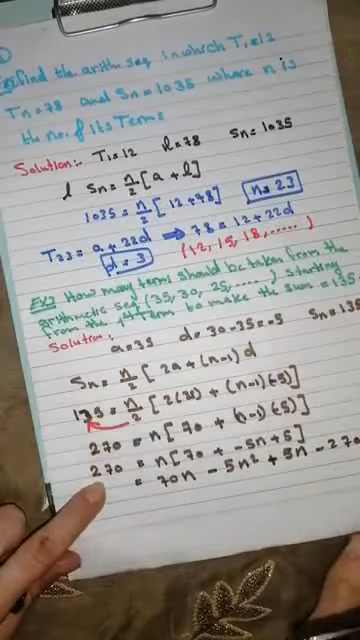 find the arith seq in which T1=12
Tn=78 and Sn=1035 where n is
the no. of its Terms
Solution:- T1=12 l=78 Sn=1035
Sn = n/2 [a + l]
1035 = n/2 [12+78] n=23
T23 = a+22d ⇒ 78 = 12+22d
d=3 (12, 15, 18, .....)
EX2 How many terms should be taken from the
arithmetic seq (35, 30, 25, ....) starting
from the 1st Term to make the sum = 135
Solution: a=35 d=30-35=-5 Sn=135
Sn = n/2 [2a + (n-1) d
135 = n/2 [2(35) + (n-1)(-5)]
270 = n[70 + (n-1)(-5)]
270 = n[70 + -5n+5]
= 70n - 5n² + 5n - 270